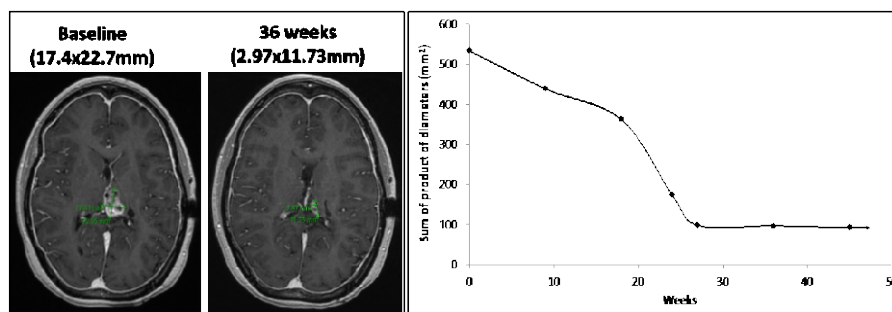 Baseline
(17.4x22.7mm)
36 weeks
(2.97x11.73mm)
Sum of product of diameters (mm²)
600
500
400
300
200
100
0
0
10
20
30
40
50
Weeks